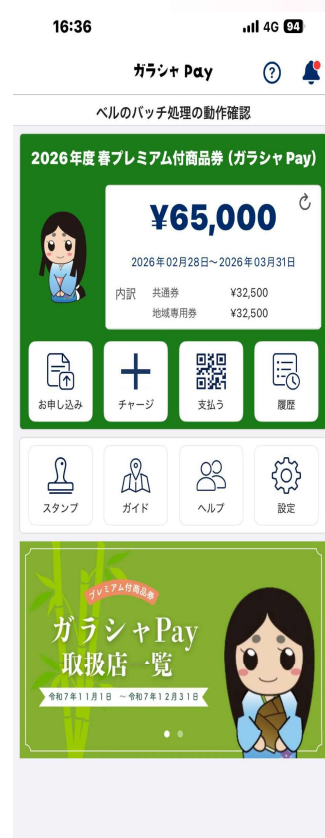 16:36
4G 94
ガラシャ Pay
?
ベルのバッチ処理の動作確認
2026年度 春プレミアム付商品券 (ガラシャ Pay)
¥65,000
2026年02月28日~2026年03月31日
内訳 共通券 ¥32,500
地域専用券 ¥32,500
お申し込み チャージ 支払う 履歴
スタンプ ガイド ヘルプ 設定
プレミアム付商品券
ガラシャPay
取扱店一覧
令和7年11月1日 ~令和7年12月31日